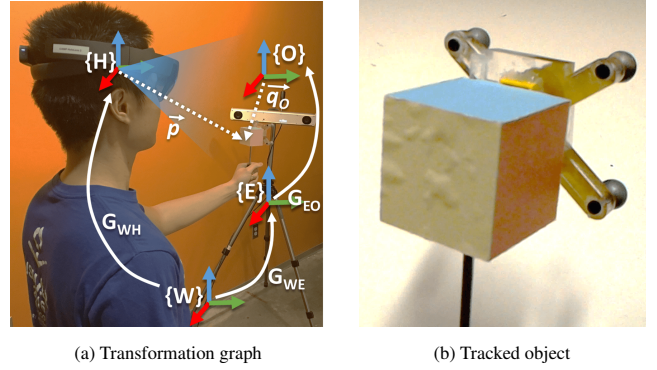 {H}
{O}
q_O
p
{E}
G_EO
G_WH
G_WE
{W}
(a) Transformation graph
(b) Tracked object